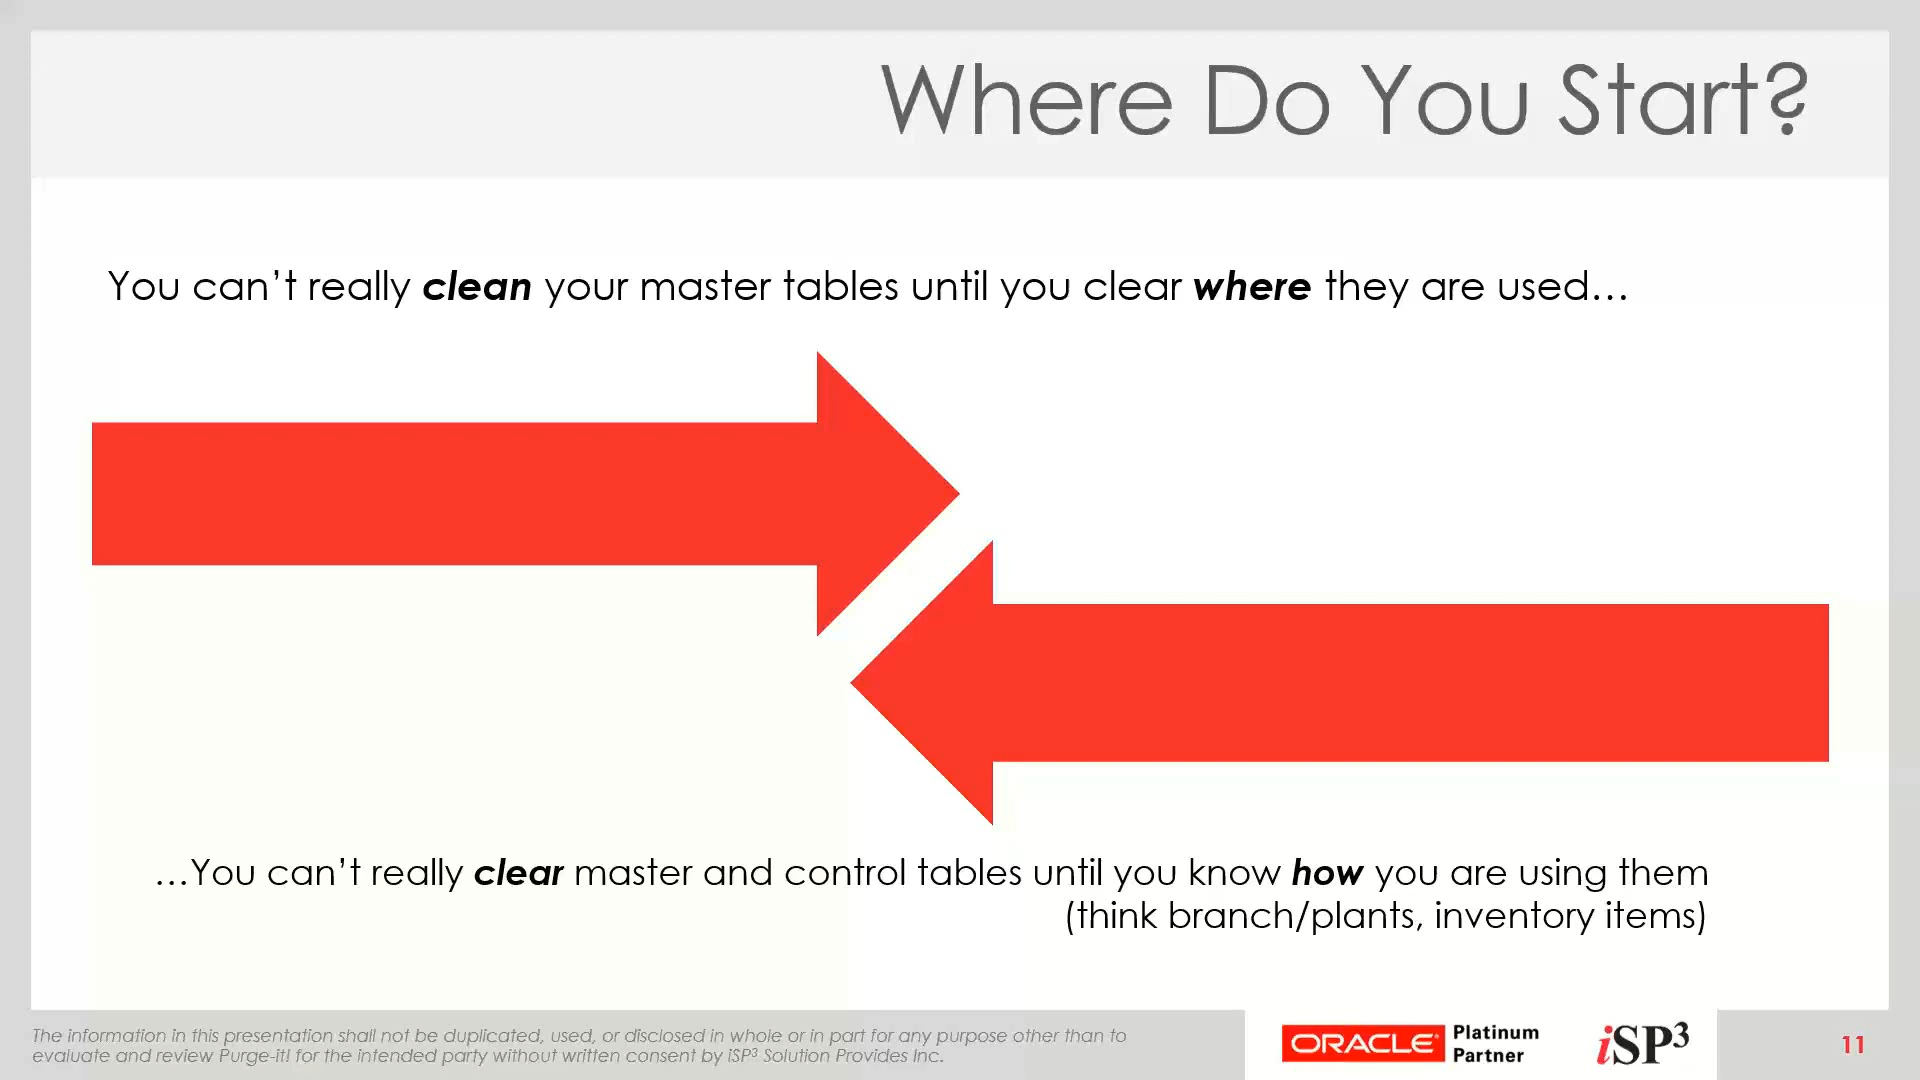 Where Do You Start?
You can’t really clean your master tables until you clear where they are used…
…You can’t really clear master and control tables until you know how you are using them
(think branch/plants, inventory items)
The information in this presentation shall not be duplicated, used, or disclosed in whole or in part for any purpose other than to
evaluate and review Purge-it! for the intended party without written consent by iSP³ Solution Provides Inc.
ORACLE® Platinum
Partner
iSP³
11